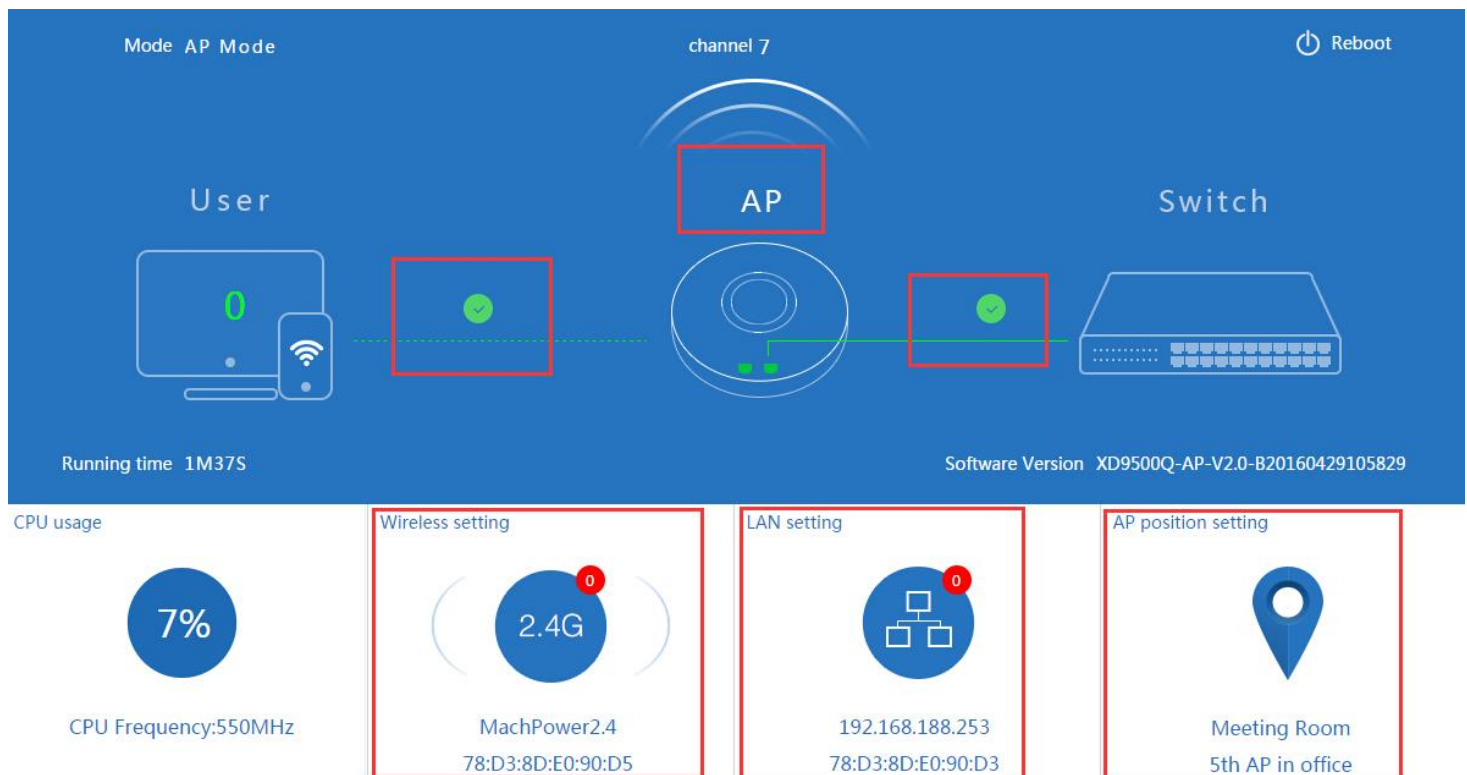 Mode AP Mode
channel 7
Reboot
User
AP
Switch
0
Running time 1M37S
Software Version XD9500Q-AP-V2.0-B20160429105829
CPU usage
Wireless setting
LAN setting
AP position setting
7%
0
2.4G
0
CPU Frequency:550MHz
MachPower2.4
192.168.188.253
Meeting Room
78:D3:8D:E0:90:D5
78:D3:8D:E0:90:D3
5th AP in office